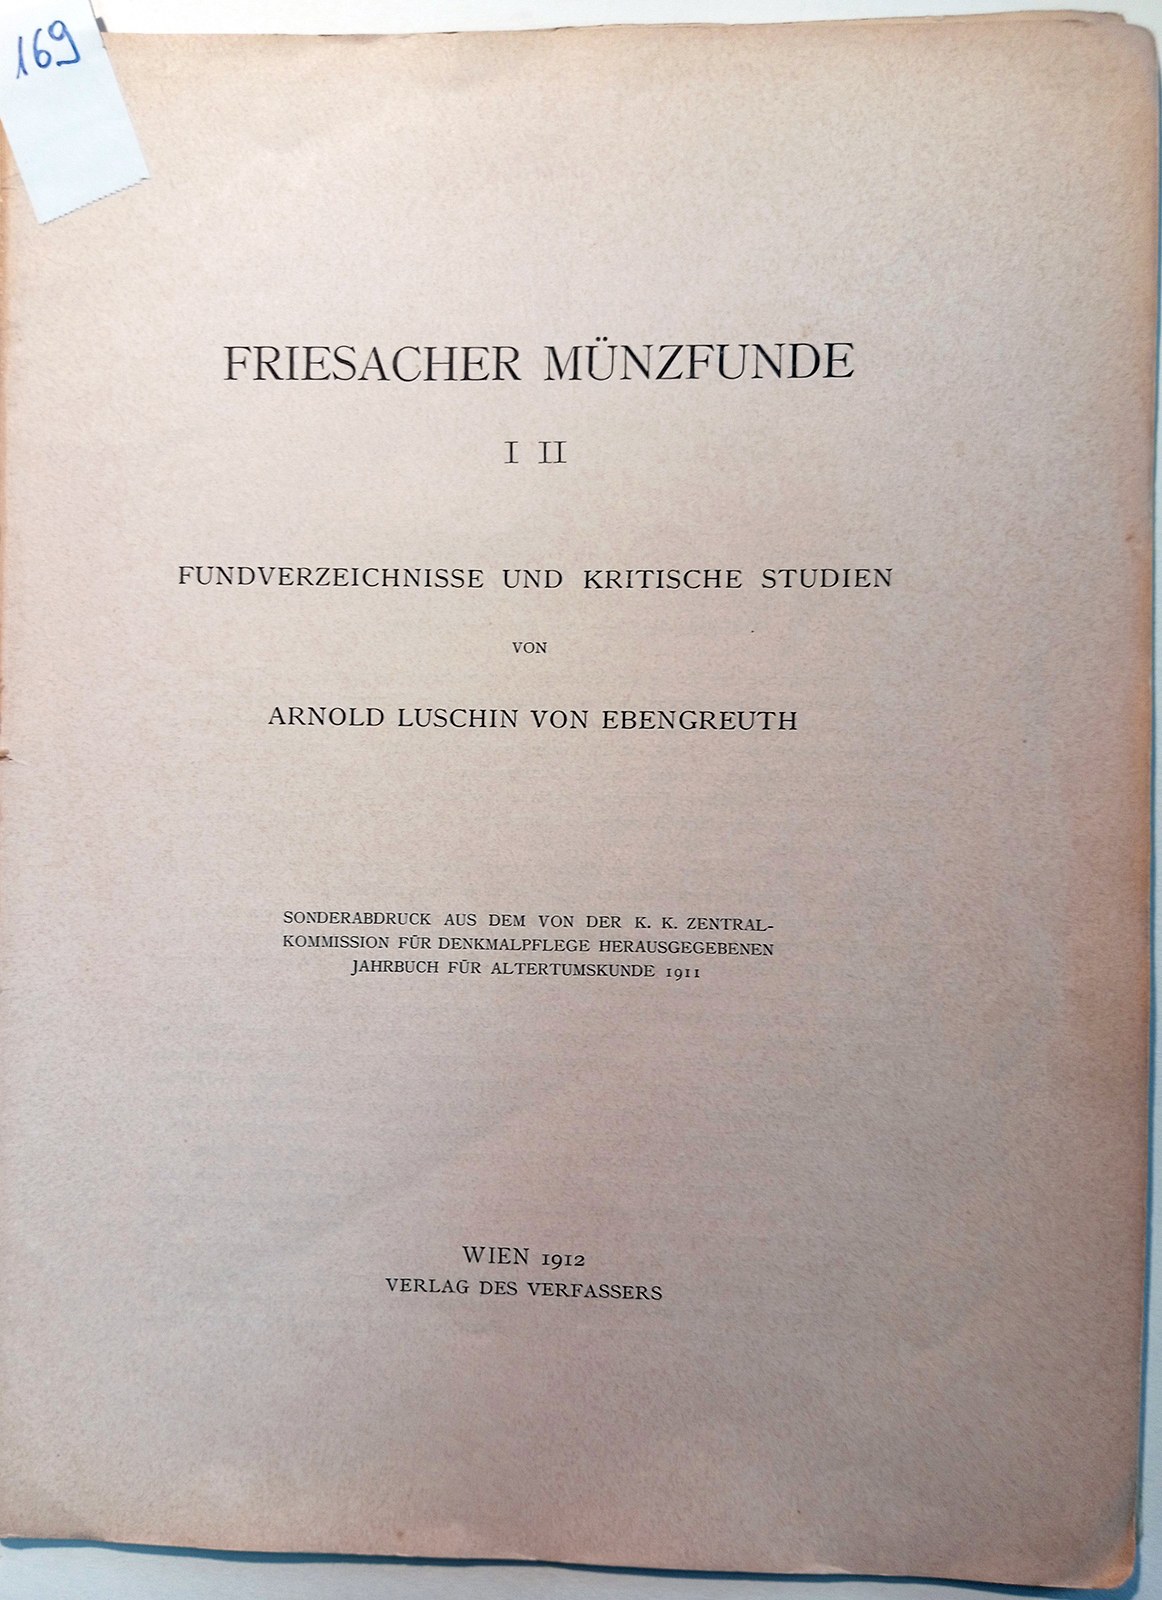 169
FRIESACHER MÜNZFUNDE
I II
FUNDVERZEICHNISSE UND KRITISCHE STUDIEN
VON
ARNOLD LUSCHIN VON EBENGREUTH
SONDERABDRUCK AUS DEM VON DER K. K. ZENTRAL-
KOMMISSION FÜR DENKMALPFLEGE HERAUSGEGEBENEN
JAHRBUCH FÜR ALTERTUMSKUNDE 1911
WIEN 1912
VERLAG DES VERFASSERS